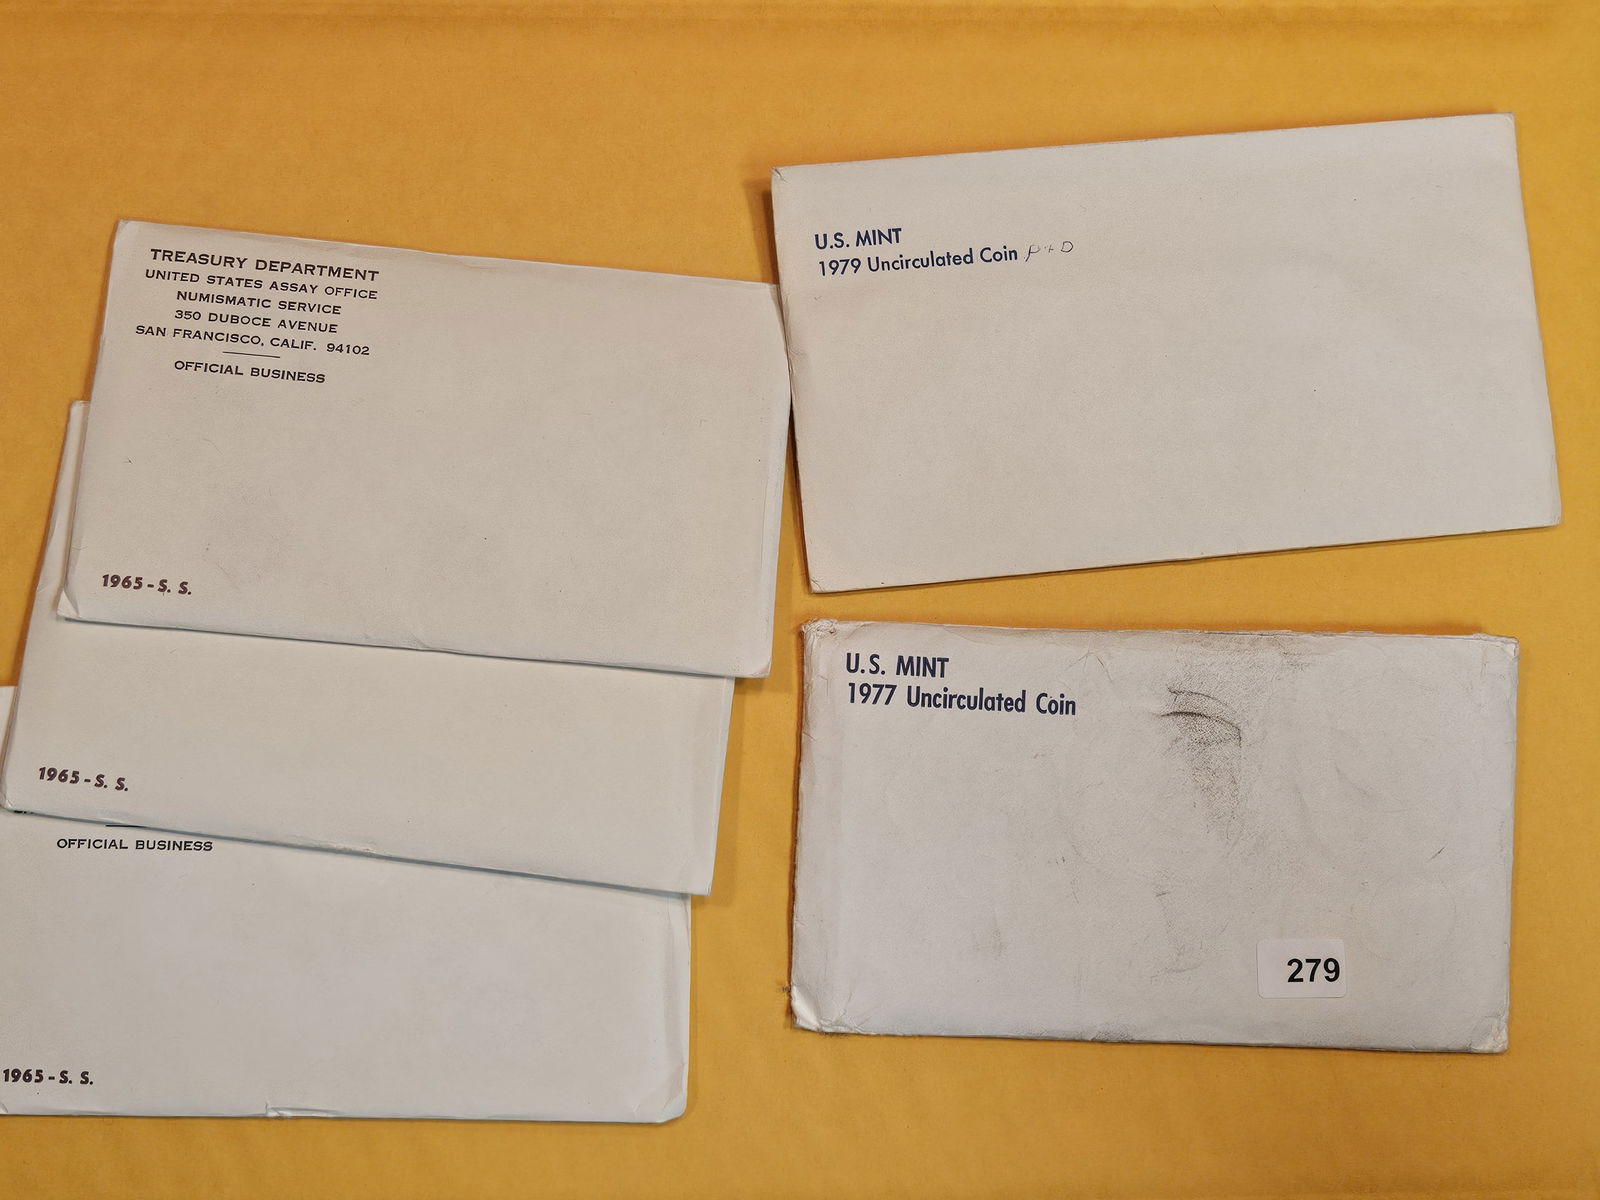 TREASURY DEPARTMENT
UNITED STATES ASSAY OFFICE
NUMISMATIC SERVICE
350 DUBOCE AVENUE
SAN FRANCISCO, CALIF. 94102
OFFICIAL BUSINESS
1965-S. S.
1965-S. S.
OFFICIAL BUSINESS
1965-S. S.
U.S. MINT
1979 Uncirculated Coin P+D
U.S. MINT
1977 Uncirculated Coin
279